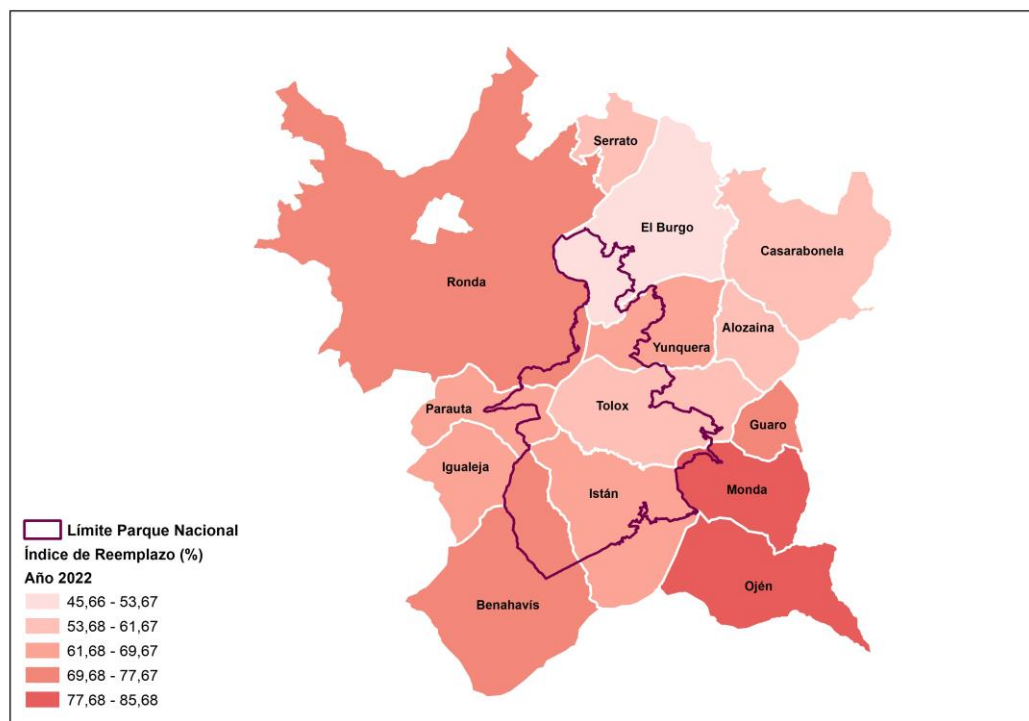 Serrato
El Burgo
Casarabonela
Ronda
Alozaina
Yunquera
Parauta
Tolox
Guaro
Igualeja
Istán
Monda
Ojén
Benahavís
Límite Parque Nacional
Índice de Reemplazo (%)
Año 2022
45,66 - 53,67
53,68 - 61,67
61,68 - 69,67
69,68 - 77,67
77,68 - 85,68